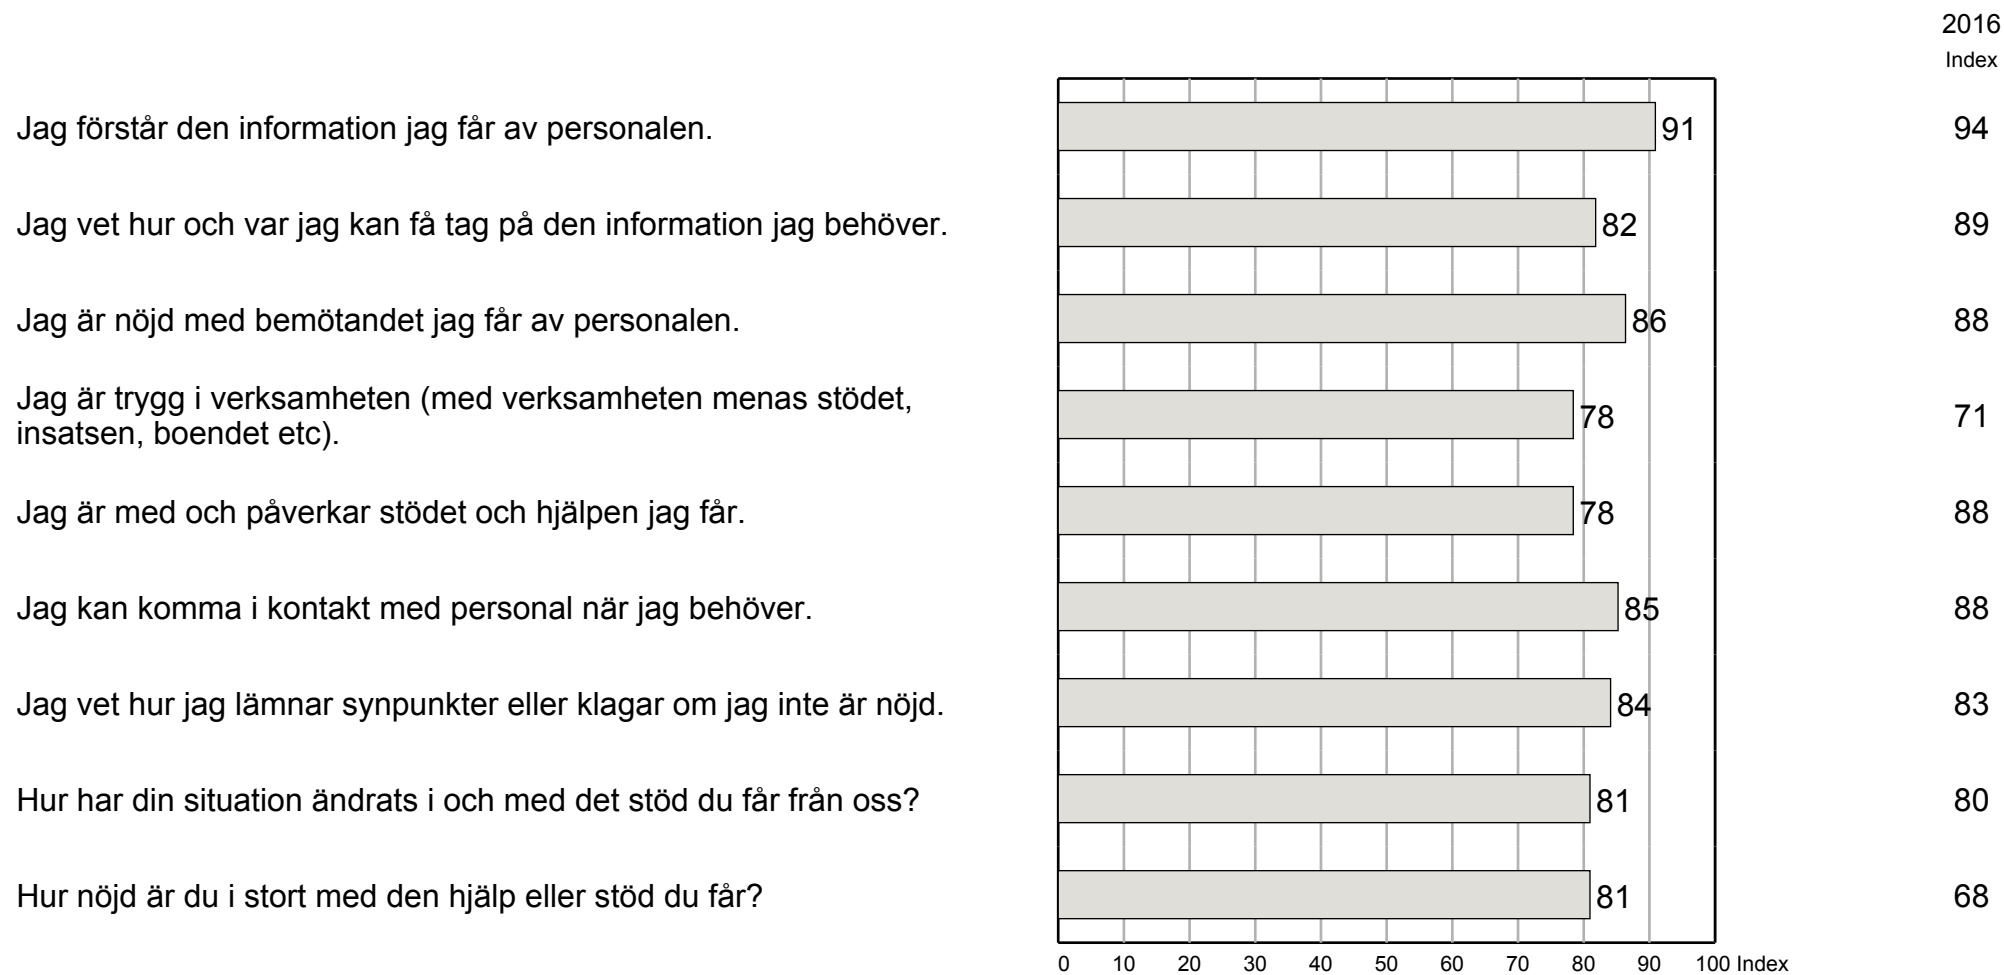 2016
Index
Jag förstår den information jag får av personalen. 91 94
Jag vet hur och var jag kan få tag på den information jag behöver. 82 89
Jag är nöjd med bemötandet jag får av personalen. 86 88
Jag är trygg i verksamheten (med verksamheten menas stödet,
insatsen, boendet etc). 78 71
Jag är med och påverkar stödet och hjälpen jag får. 78 88
Jag kan komma i kontakt med personal när jag behöver. 85 88
Jag vet hur jag lämnar synpunkter eller klagar om jag inte är nöjd. 84 83
Hur har din situation ändrats i och med det stöd du får från oss? 81 80
Hur nöjd är du i stort med den hjälp eller stöd du får? 81 68
0 10 20 30 40 50 60 70 80 90 100 Index